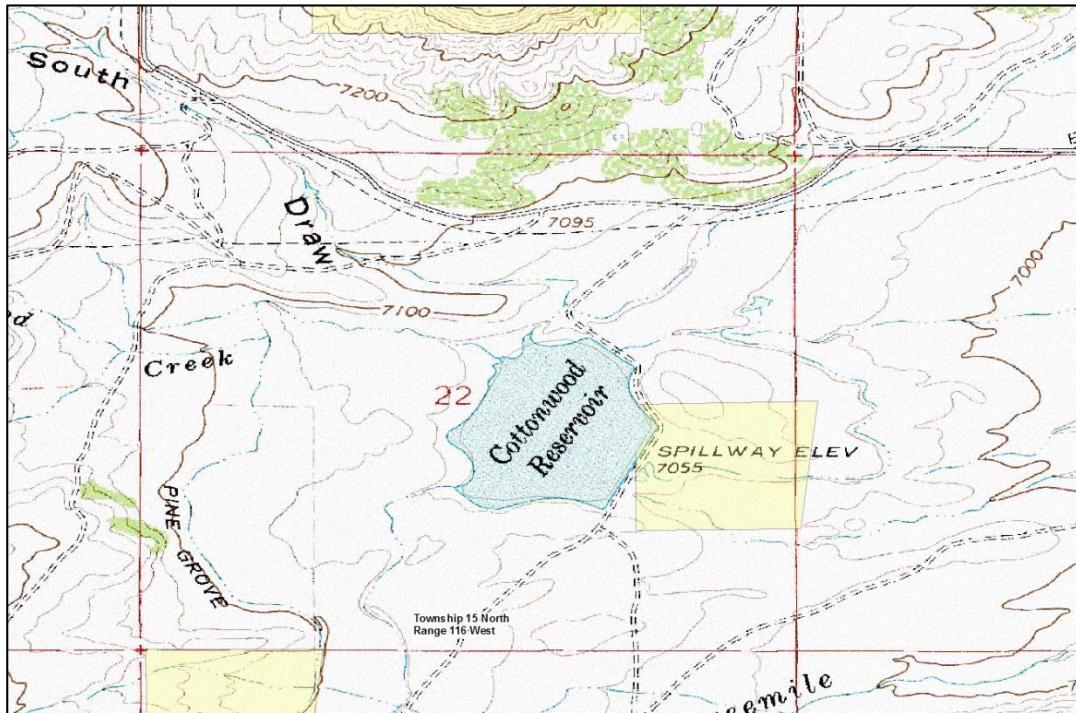 South
7200
Draw
7095
7000
7100
Creek
22
Cottonwood
Reservoir
SPILLWAY ELEV
7055
PINE GROVE
Township 15 North
Range 116 West